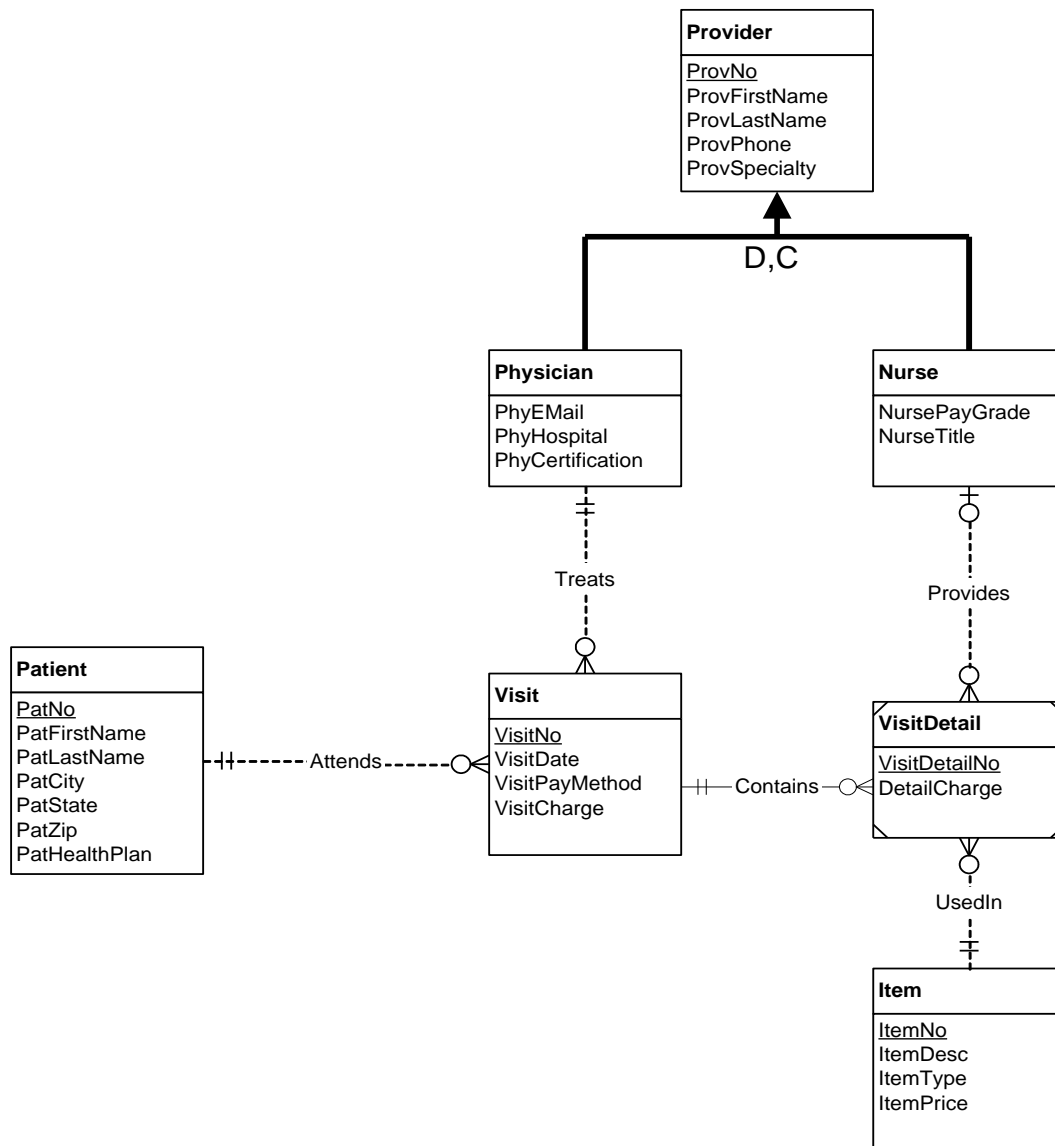 Provider
ProvNo
ProvFirstName
ProvLastName
ProvPhone
ProvSpecialty
D,C
Physician
PhyEMail
PhyHospital
PhyCertification
Nurse
NursePayGrade
NurseTitle
Treats
Provides
Patient
PatNo
PatFirstName
PatLastName
PatCity
PatState
PatZip
PatHealthPlan
Attends
Visit
VisitNo
VisitDate
VisitPayMethod
VisitCharge
Contains
VisitDetail
VisitDetailNo
DetailCharge
UsedIn
Item
ItemNo
ItemDesc
ItemType
ItemPrice